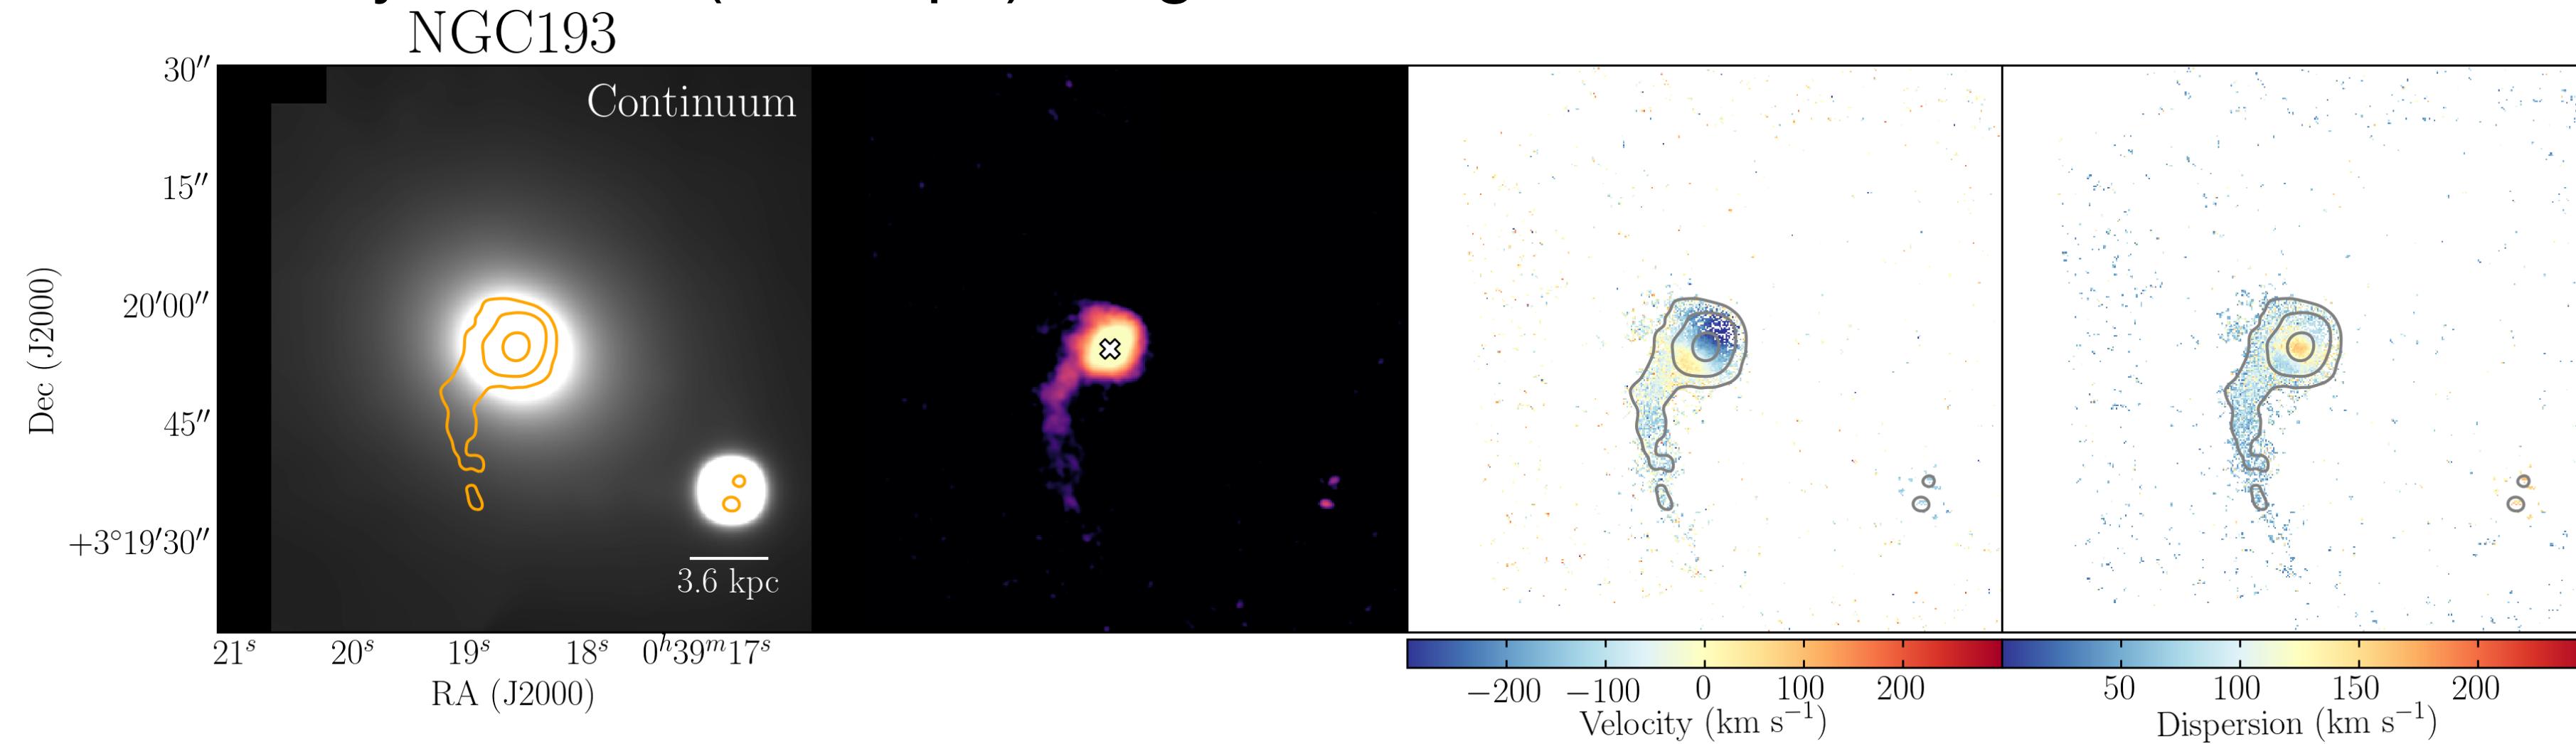 NGC193
Continuum
30″
15″
20′00″
45″
+3°19′30″
Dec (J2000)
3.6 kpc
21ˢ 20ˢ 19ˢ 18ˢ 0ʰ39ᵐ17ˢ
RA (J2000)
−200 −100 0 100 200
Velocity (km s⁻¹)
50 100 150 200
Dispersion (km s⁻¹)